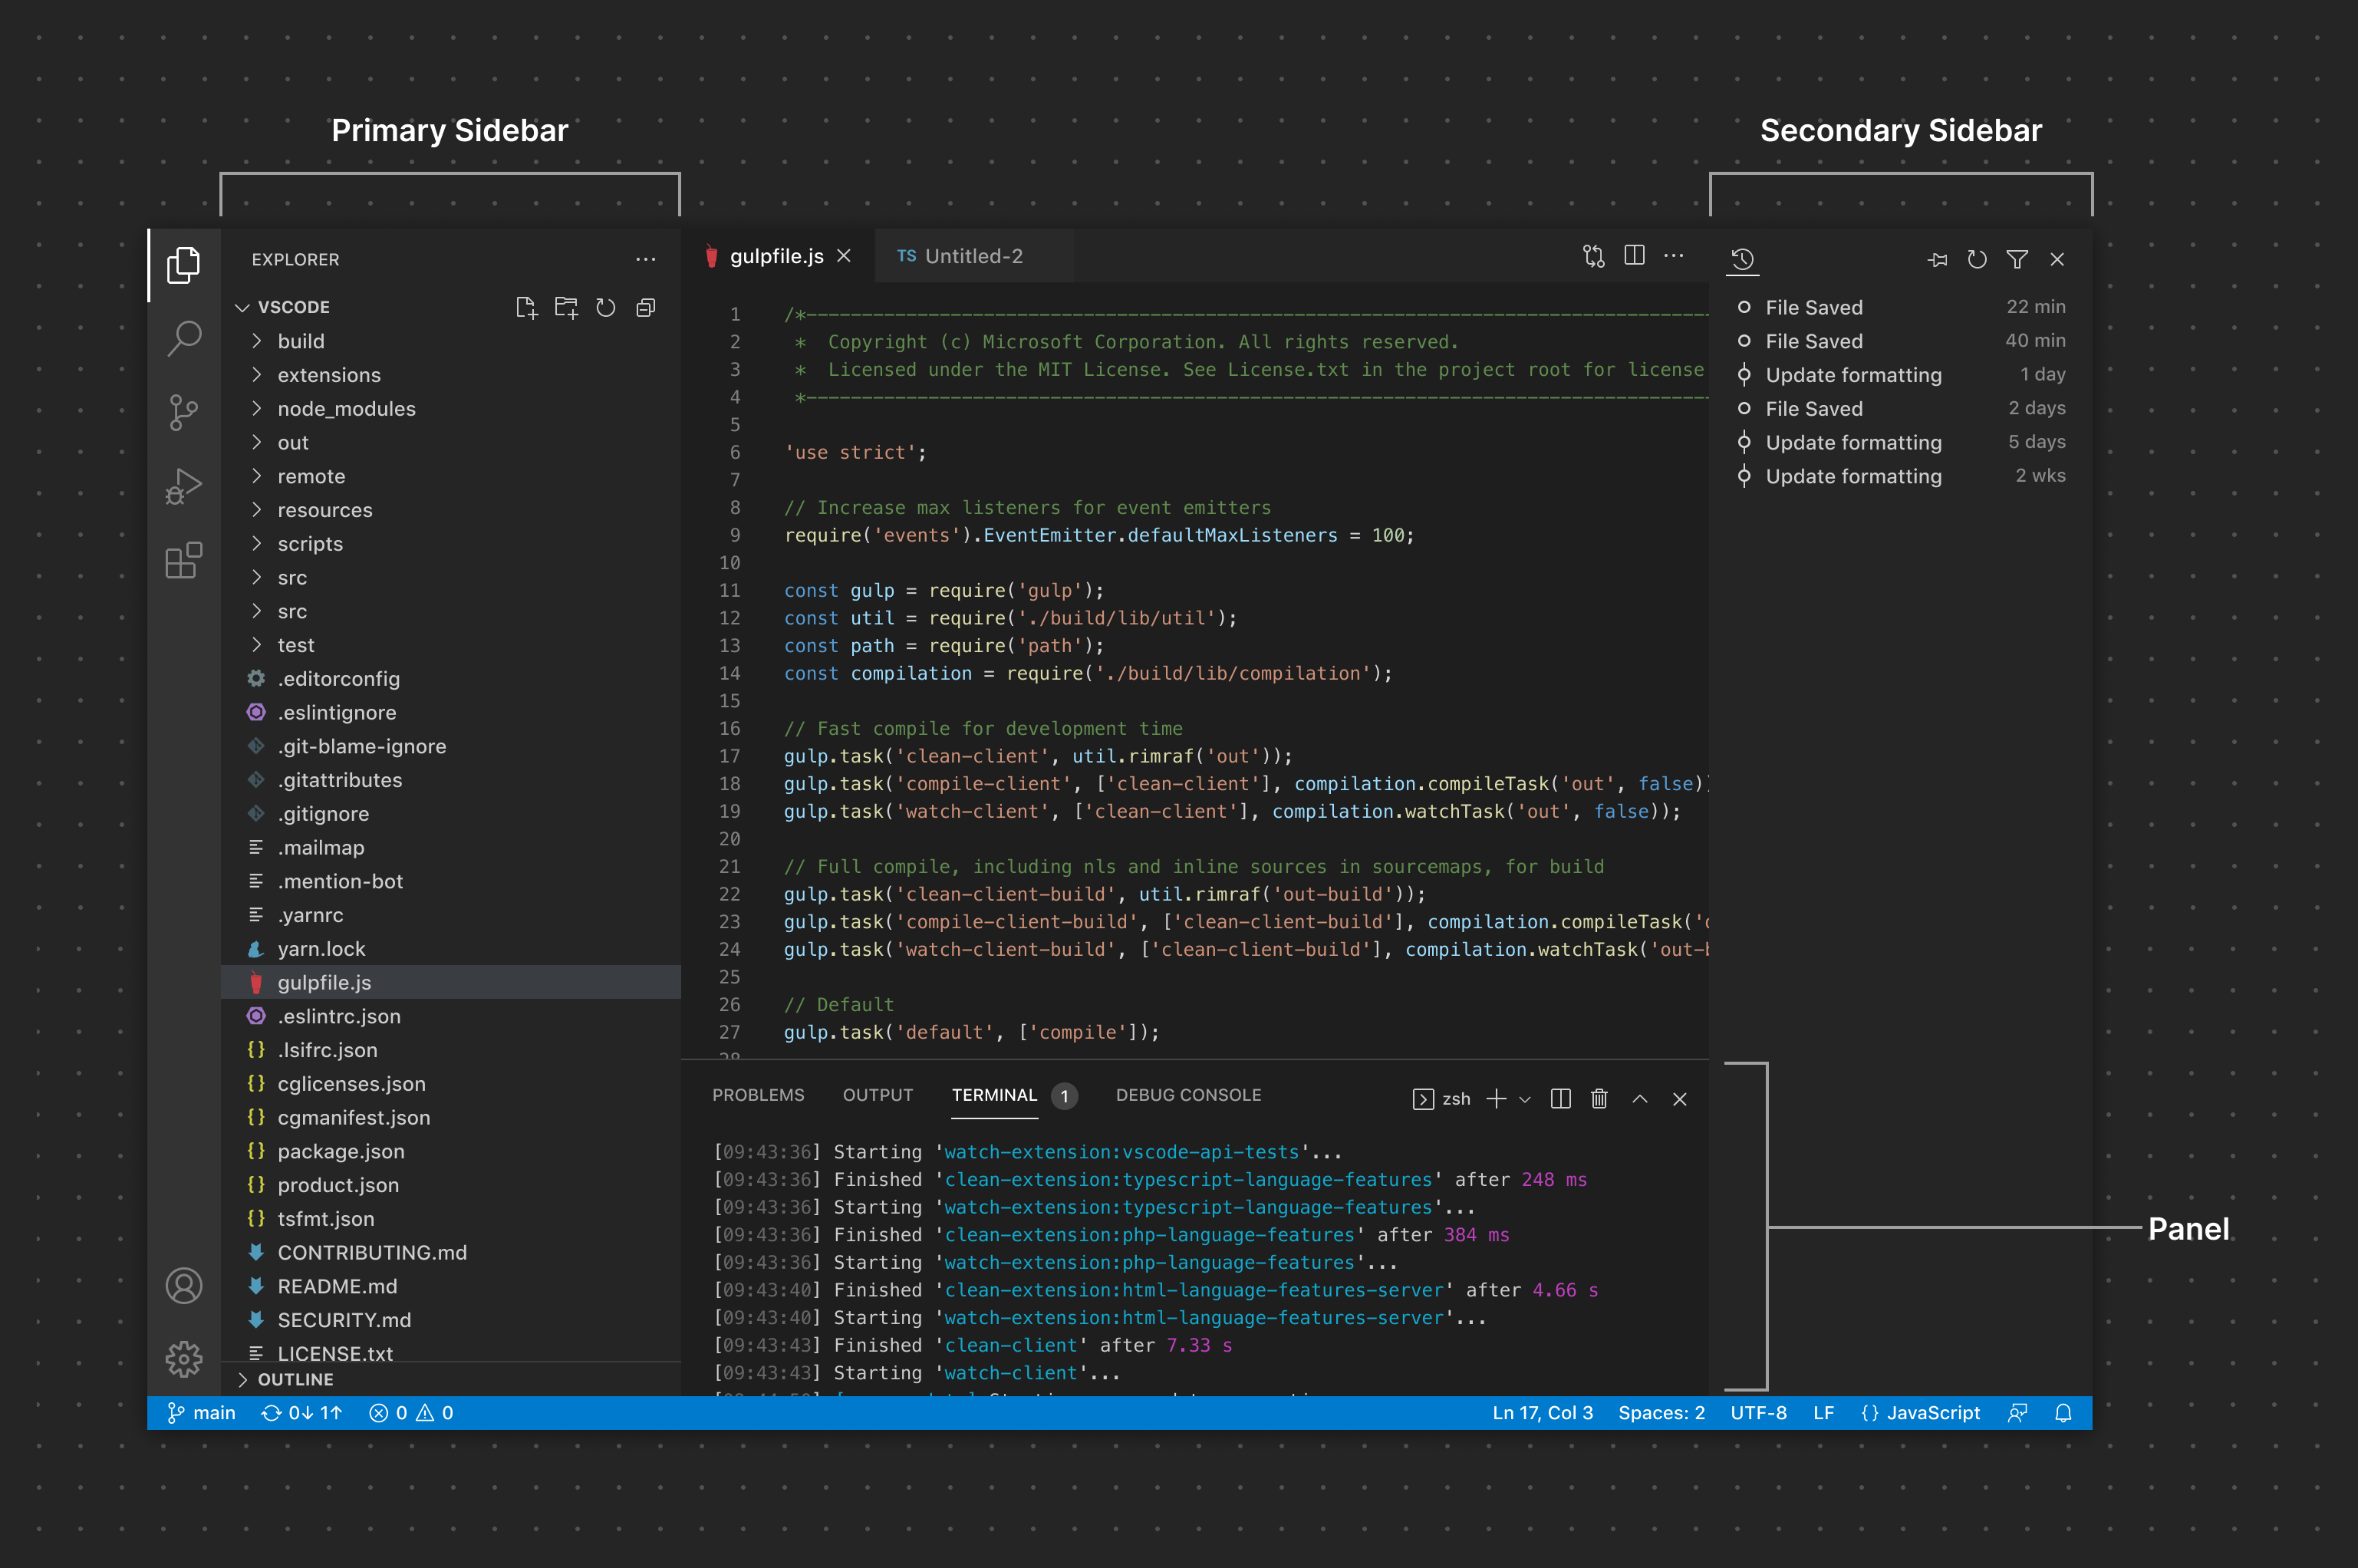 Primary Sidebar
Secondary Sidebar
EXPLORER
VSCODE
build
extensions
node_modules
out
remote
resources
scripts
src
src
test
.editorconfig
.eslintignore
.git-blame-ignore
.gitattributes
.gitignore
.mailmap
.mention-bot
.yarnrc
yarn.lock
gulpfile.js
.eslintrc.json
.lsifrc.json
cglicenses.json
cgmanifest.json
package.json
product.json
tsfmt.json
CONTRIBUTING.md
README.md
SECURITY.md
LICENSE.txt
OUTLINE
gulpfile.js
TS Untitled-2
1 /*---------------------------------------------------------------------------------
2 * Copyright (c) Microsoft Corporation. All rights reserved.
3 * Licensed under the MIT License. See License.txt in the project root for license
4 *----------------------------------------------------------------------------------
5
6 'use strict';
7
8 // Increase max listeners for event emitters
9 require('events').EventEmitter.defaultMaxListeners = 100;
10
11 const gulp = require('gulp');
12 const util = require('./build/lib/util');
13 const path = require('path');
14 const compilation = require('./build/lib/compilation');
15
16 // Fast compile for development time
17 gulp.task('clean-client', util.rimraf('out'));
18 gulp.task('compile-client', ['clean-client'], compilation.compileTask('out', false)
19 gulp.task('watch-client', ['clean-client'], compilation.watchTask('out', false));
20
21 // Full compile, including nls and inline sources in sourcemaps, for build
22 gulp.task('clean-client-build', util.rimraf('out-build'));
23 gulp.task('compile-client-build', ['clean-client-build'], compilation.compileTask('
24 gulp.task('watch-client-build', ['clean-client-build'], compilation.watchTask('out-
25
26 // Default
27 gulp.task('default', ['compile']);
28
PROBLEMS OUTPUT TERMINAL 1 DEBUG CONSOLE zsh
[09:43:36] Starting 'watch-extension:vscode-api-tests'...
[09:43:36] Finished 'clean-extension:typescript-language-features' after 248 ms
[09:43:36] Starting 'watch-extension:typescript-language-features'...
[09:43:36] Finished 'clean-extension:php-language-features' after 384 ms
[09:43:36] Starting 'watch-extension:php-language-features'...
[09:43:40] Finished 'clean-extension:html-language-features-server' after 4.66 s
[09:43:40] Starting 'watch-extension:html-language-features-server'...
[09:43:43] Finished 'clean-client' after 7.33 s
[09:43:43] Starting 'watch-client'...
File Saved 22 min
File Saved 40 min
Update formatting 1 day
File Saved 2 days
Update formatting 5 days
Update formatting 2 wks
Panel
main 0↓ 1↑ 0 0
Ln 17, Col 3 Spaces: 2 UTF-8 LF {} JavaScript